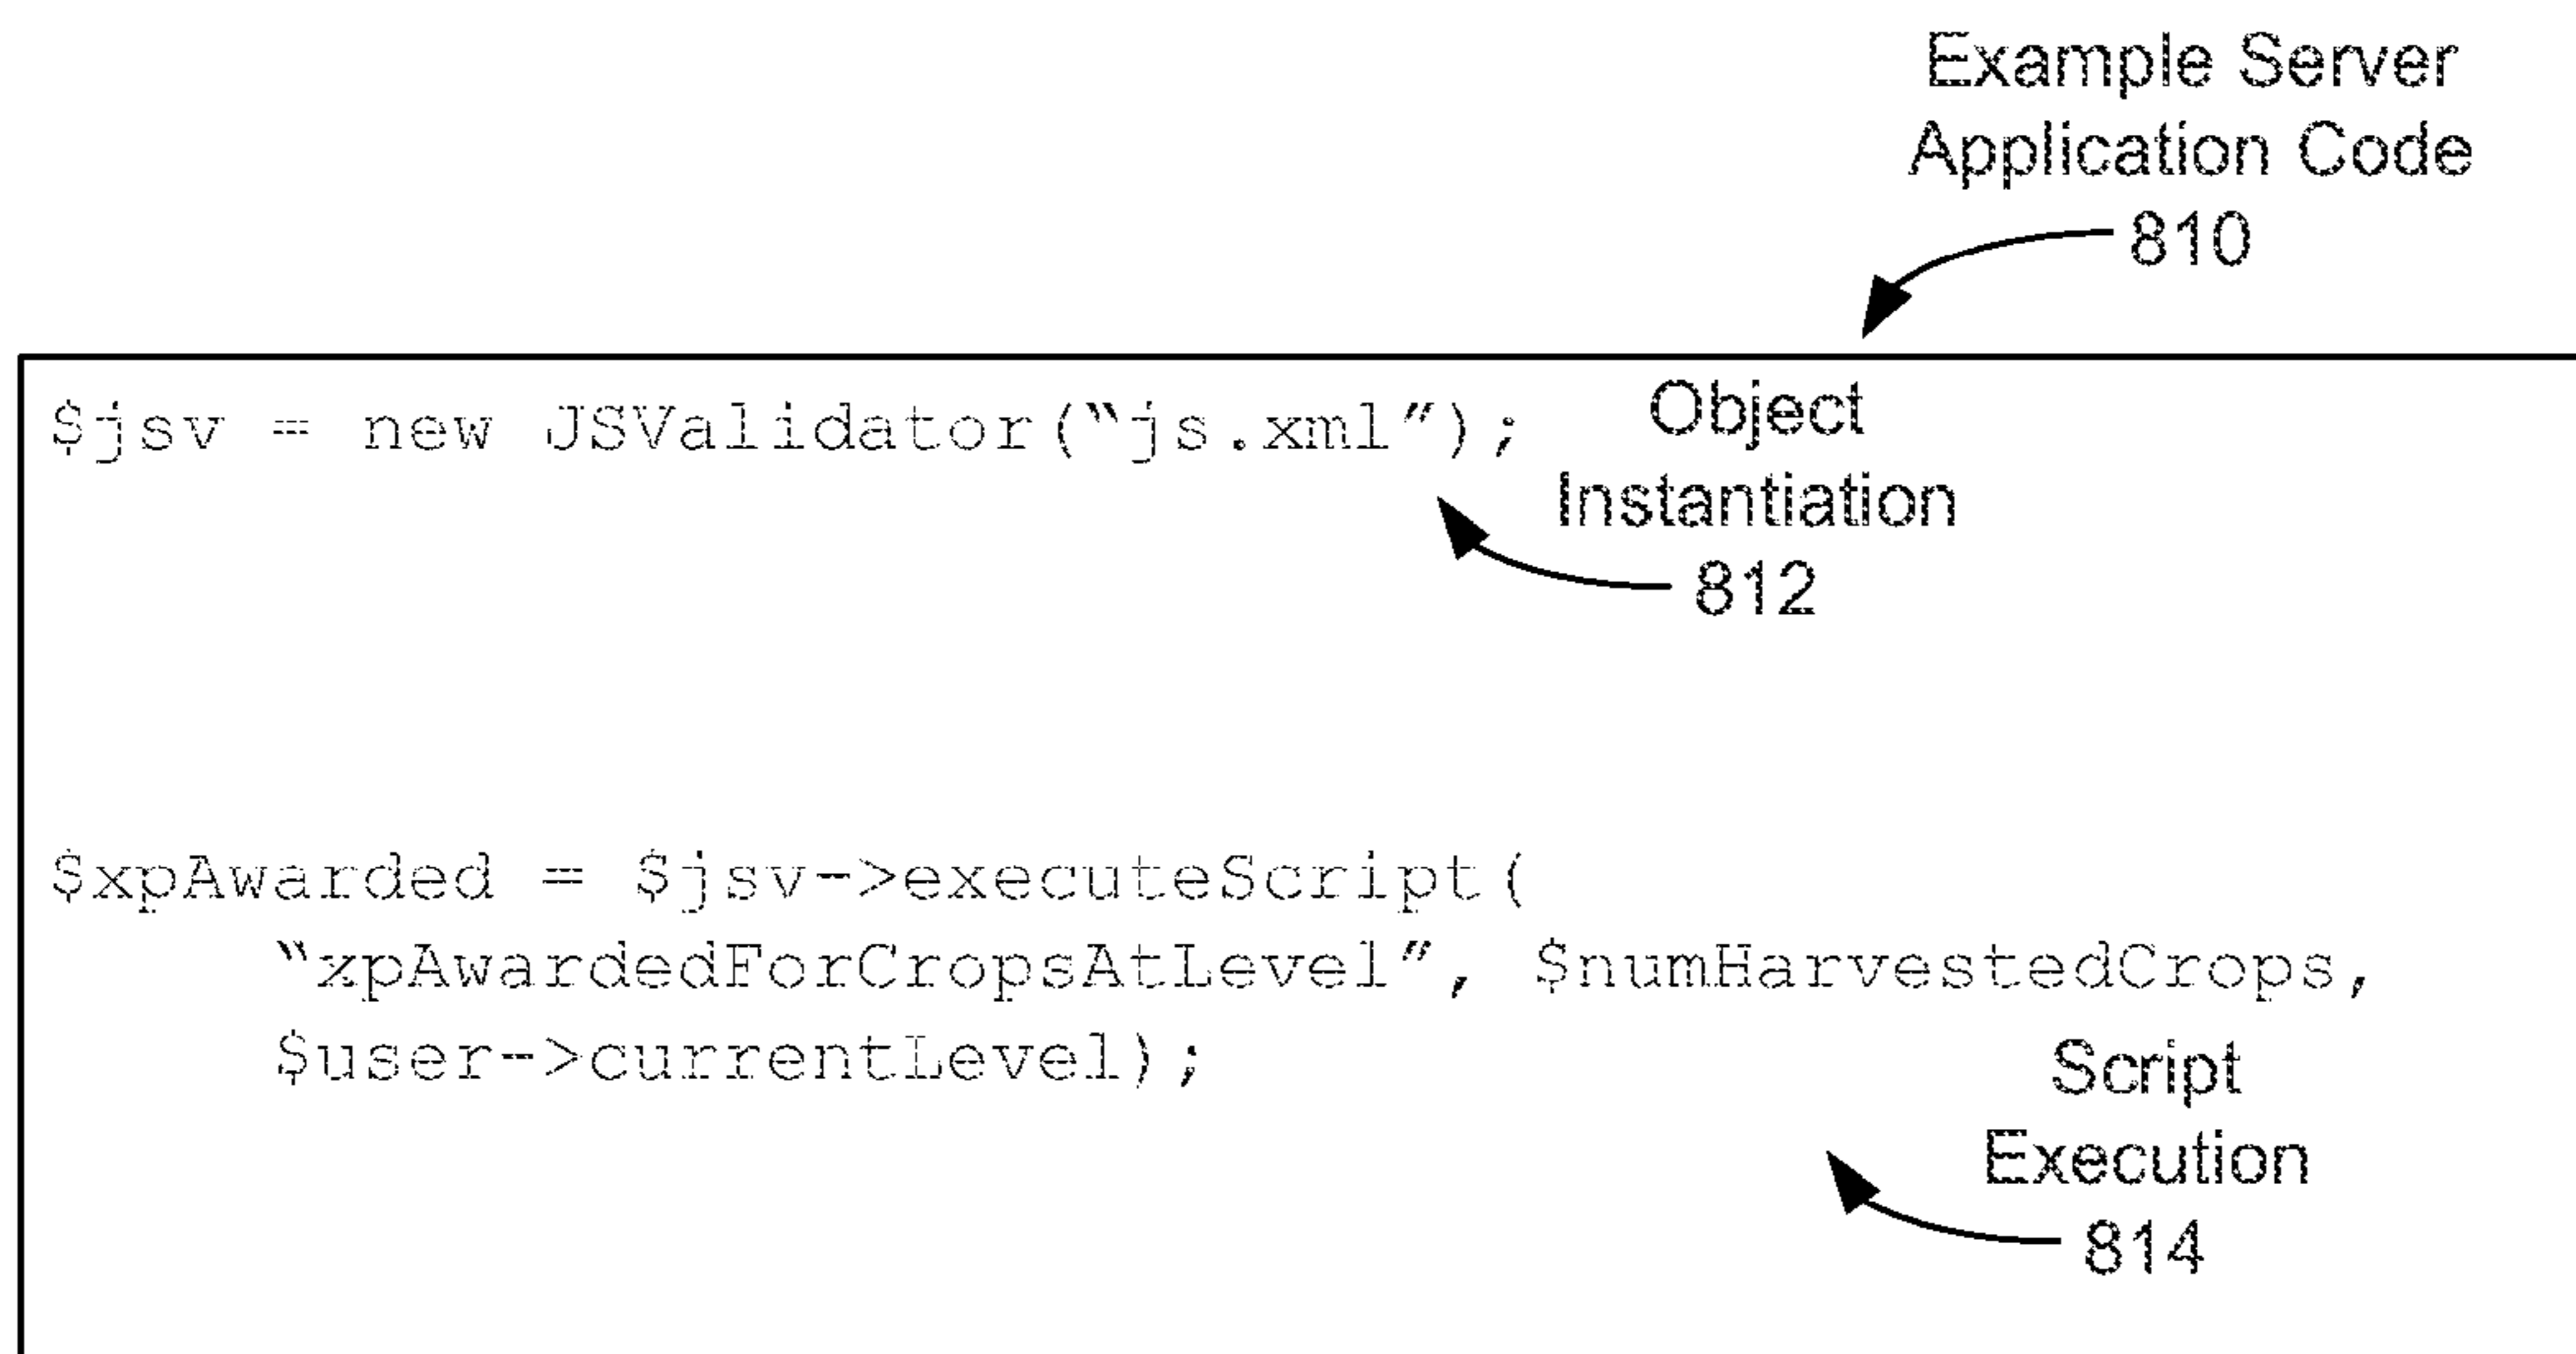 Example Server
Application Code
810
$jsv = new JSValidator(“js.xml”);
Object
Instantiation
812
$xpAwarded = $jsv->executeScript(
“xpAwardedForCropsAtLevel”, $numHarvestedCrops,
$user->currentLevel);
Script
Execution
814